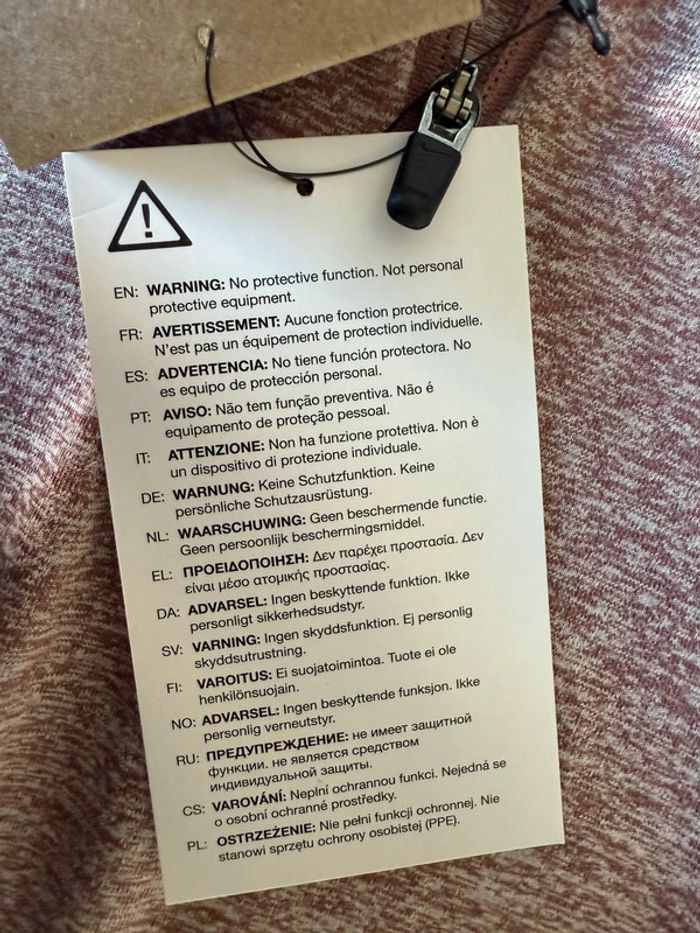 EN: WARNING: No protective function. Not personal
protective equipment.
FR: AVERTISSEMENT: Aucune fonction protectrice.
N'est pas un équipement de protection individuelle.
ES: ADVERTENCIA: No tiene función protectora. No
es equipo de protección personal.
PT: AVISO: Não tem função preventiva. Não é
equipamento de proteção pessoal.
IT: ATTENZIONE: Non ha funzione protettiva. Non è
un dispositivo di protezione individuale.
DE: WARNUNG: Keine Schutzfunktion. Keine
persönliche Schutzausrüstung.
NL: WAARSCHUWING: Geen beschermende functie.
Geen persoonlijk beschermingsmiddel.
EL: ΠΡΟΕΙΔΟΠΟΙΗΣΗ: Δεν παρέχει προστασία. Δεν
είναι μέσο ατομικής προστασίας.
DA: ADVARSEL: Ingen beskyttende funktion. Ikke
personligt sikkerhedsudstyr.
SV: VARNING: Ingen skyddsfunktion. Ej personlig
skyddsutrustning.
FI: VAROITUS: Ei suojatoimintoa. Tuote ei ole
henkilönsuojain.
NO: ADVARSEL: Ingen beskyttende funksjon. Ikke
personlig verneutstyr.
RU: ПРЕДУПРЕЖДЕНИЕ: не имеет защитной
функции. не является средством
индивидуальной защиты.
CS: VAROVÁNÍ: Neplní ochrannou funkci. Nejedná se
o osobní ochranné prostředky.
PL: OSTRZEŻENIE: Nie pełni funkcji ochronnej. Nie
stanowi sprzętu ochrony osobistej (PPE).